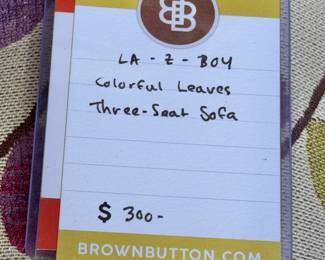 BB
LA-Z-BOY
Colorful Leaves
Three-Seat Sofa
$300-
BROWNBUTTON.COM